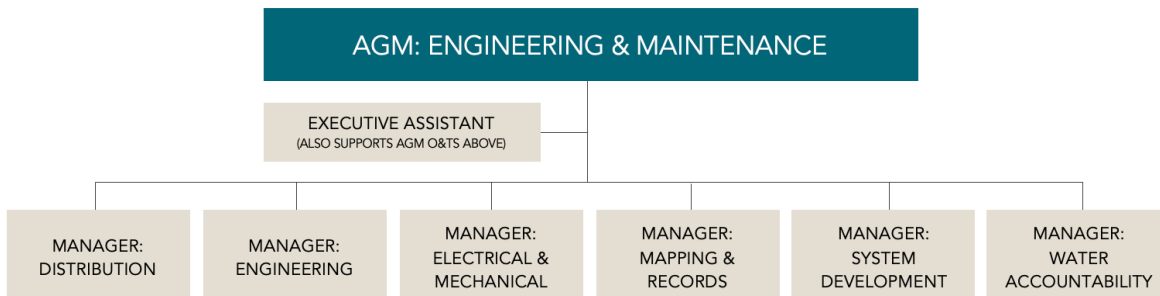 AGM: ENGINEERING & MAINTENANCE
EXECUTIVE ASSISTANT
(ALSO SUPPORTS AGM O&TS ABOVE)
MANAGER:
DISTRIBUTION
MANAGER:
ENGINEERING
MANAGER:
ELECTRICAL &
MECHANICAL
MANAGER:
MAPPING &
RECORDS
MANAGER:
SYSTEM
DEVELOPMENT
MANAGER:
WATER
ACCOUNTABILITY